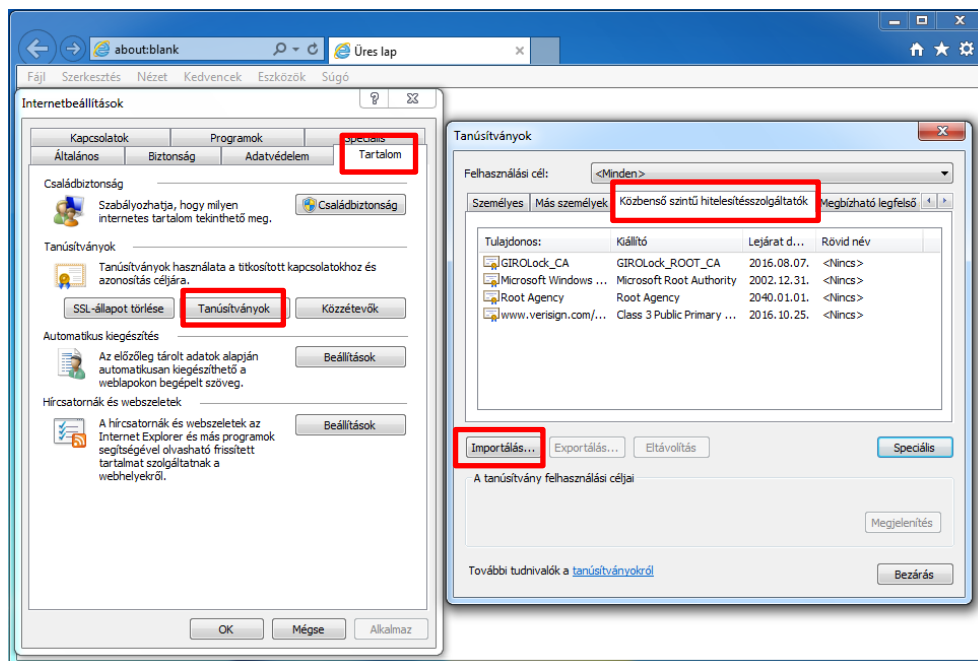 about:blank
Üres lap
Fájl Szerkesztés Nézet Kedvencek Eszközök Súgó
Internetbeállítások
Kapcsolatok Programok Speciális
Általános Biztonság Adatvédelem Tartalom
Családbiztonság
Szabályozhatja, hogy milyen
internetes tartalom tekinthető meg.
Családbiztonság
Tanúsítványok
Tanúsítványok használata a titkosított kapcsolatokhoz és
azonosítás céljára.
SSL-állapot törlése Tanúsítványok Közzétevők
Automatikus kiegészítés
Az előzőleg tárolt adatok alapján
automatikusan kiegészíthető a
weblapokon begépelt szöveg.
Beállítások
Hírcsatornák és webszeletek
A hírcsatornák és webszeletek az
Internet Explorer és más programok
segítségével olvasható frissített
tartalmat szolgáltatnak a
webhelyekről.
Beállítások
OK Mégse Alkalmaz
Tanúsítványok
Felhasználási cél: <Minden>
Személyes Más személyek Közbenső szintű hitelesítésszolgáltatók Megbízható legfelső
Tulajdonos: Kiállító Lejárat d... Rövid név
GIROLock_CA GIROLock_ROOT_CA 2016.08.07. <Nincs>
Microsoft Windows ... Microsoft Root Authority 2002.12.31. <Nincs>
Root Agency Root Agency 2040.01.01. <Nincs>
www.verisign.com/... Class 3 Public Primary ... 2016.10.25. <Nincs>
Importálás... Exportálás... Eltávolítás Speciális
A tanúsítvány felhasználási céljai
Megjelenítés
További tudnivalók a tanúsítványokról
Bezárás